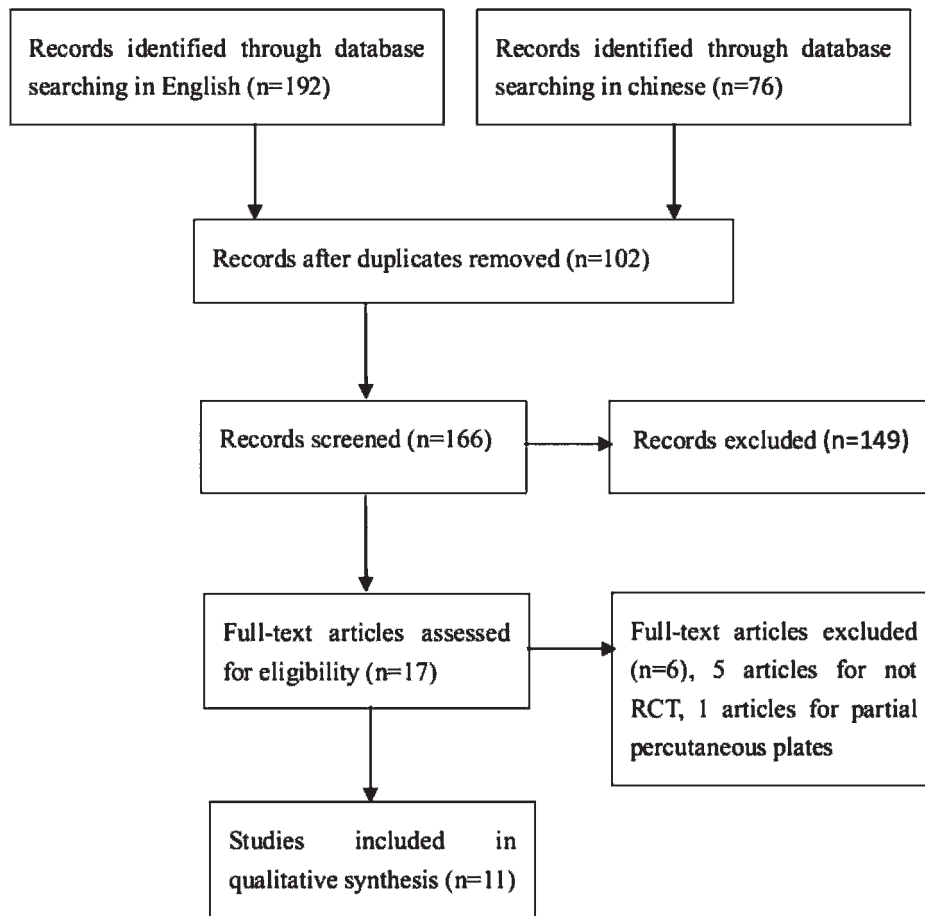 Records identified through database
searching in English (n=192)
Records identified through database
searching in chinese (n=76)
Records after duplicates removed (n=102)
Records screened (n=166)
Records excluded (n=149)
Full-text articles assessed
for eligibility (n=17)
Full-text articles excluded
(n=6), 5 articles for not
RCT, 1 articles for partial
percutaneous plates
Studies included in
qualitative synthesis (n=11)